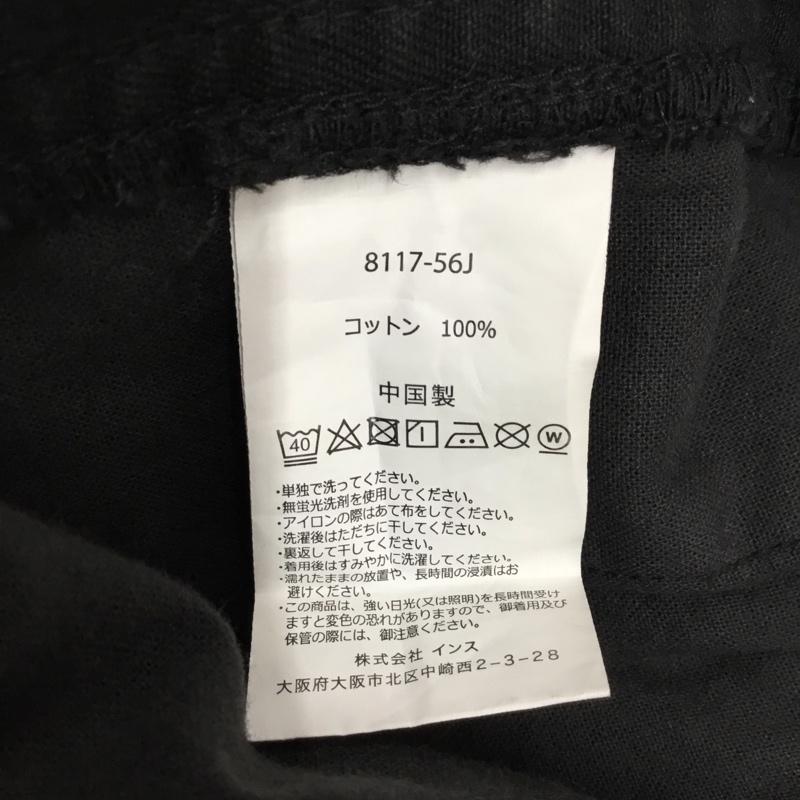 8117-56J
コットン 100%
中国製
40 W
・単独で洗ってください。
・無蛍光洗剤を使用してください。
・アイロンの際はあて布をしてください。
・洗濯後はただちに干してください。
・裏返して干してください。
・着用後はすみやかに洗濯してください。
・濡れたままの放置や、長時間の浸漬はお
避けください。
・この商品は、強い日光(又は照明)を長時間受け
ますと変色の恐れがありますので、御着用及び
保管の際には、御注意ください。
株式会社 インス
大阪府大阪市北区中崎西2-3-28